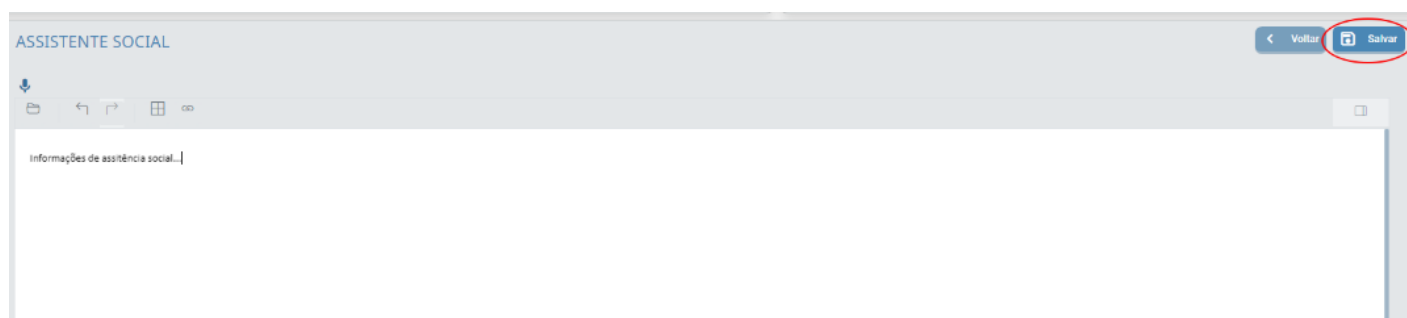 ASSISTENTE SOCIAL
Voltar
Salvar
Informações de assitência social...